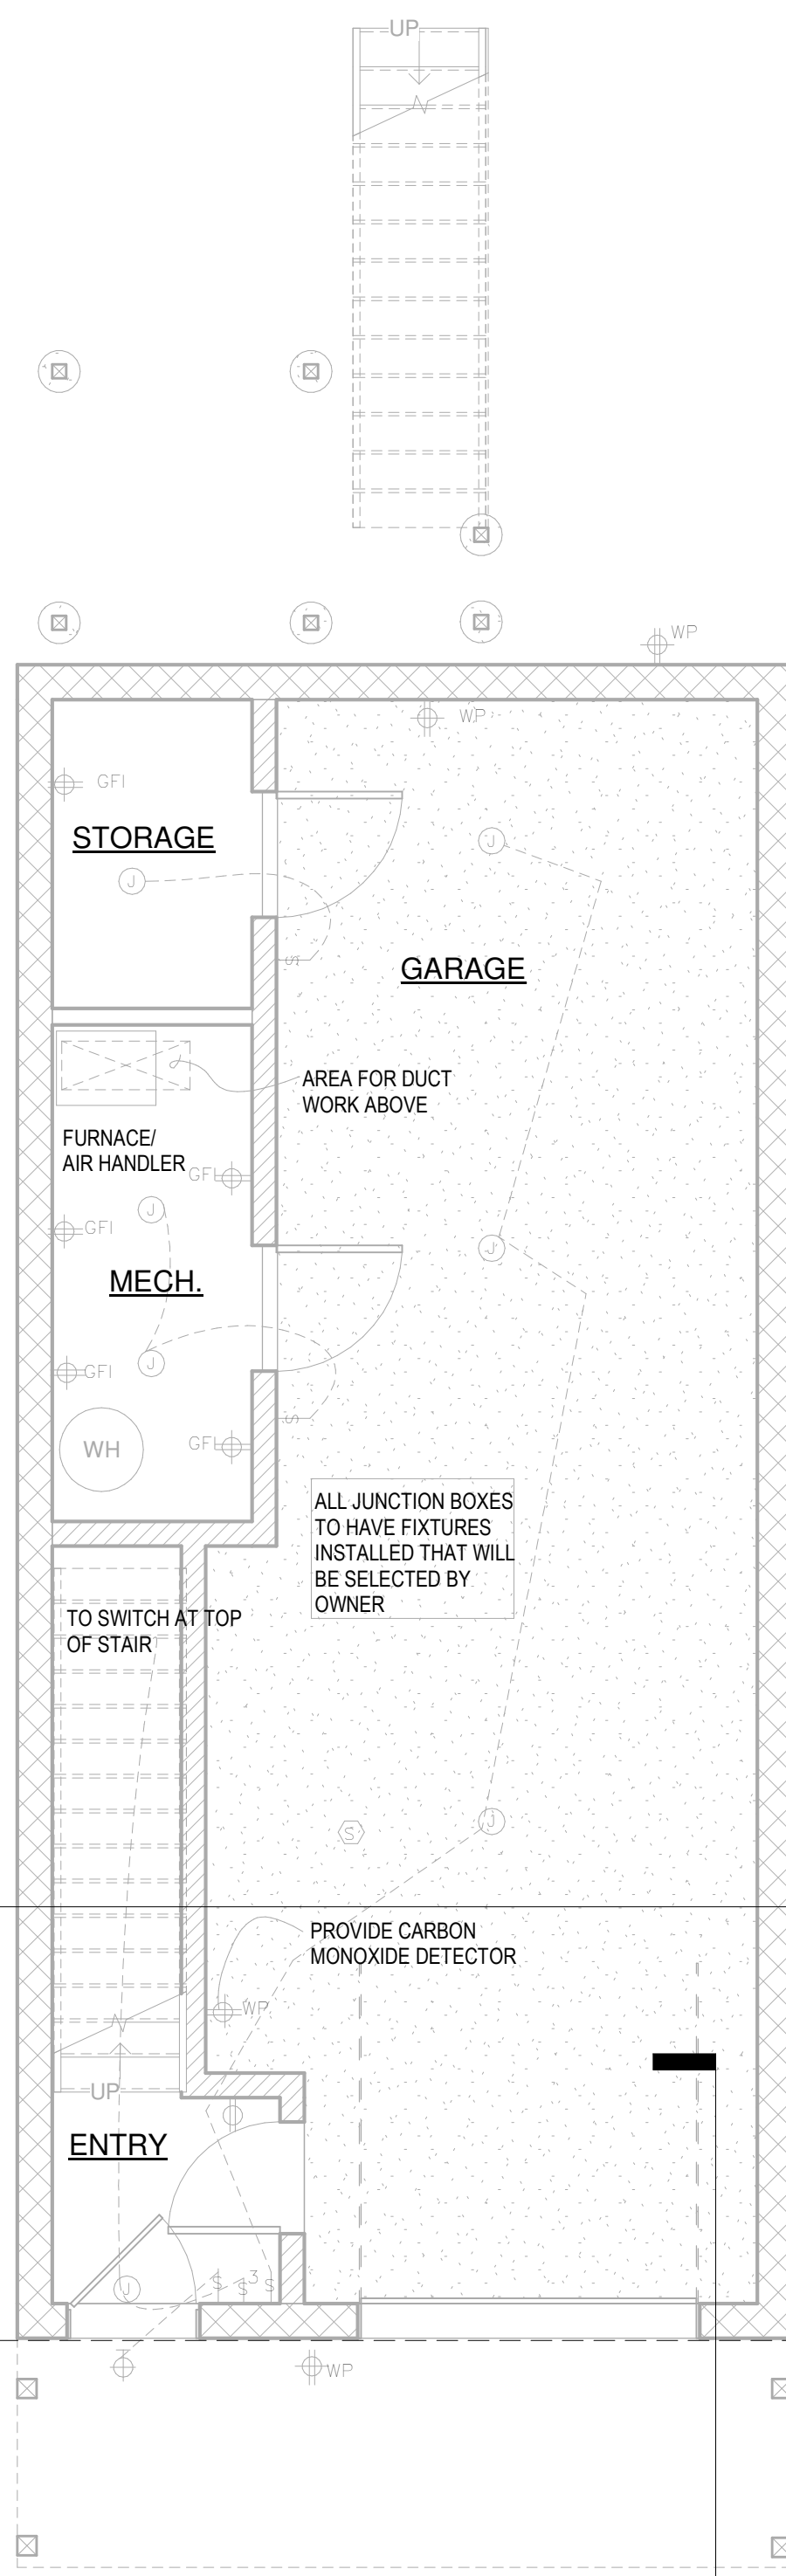 UP
WP
WP
GFI
STORAGE
J
J
S
GARAGE
AREA FOR DUCT
WORK ABOVE
FURNACE/
AIR HANDLER
GFI
J
GFI
J
MECH.
J
GFI
S
WH
GFI
ALL JUNCTION BOXES
TO HAVE FIXTURES
INSTALLED THAT WILL
BE SELECTED BY
OWNER
TO SWITCH AT TOP
OF STAIR
J
S
PROVIDE CARBON
MONOXIDE DETECTOR
WP
UP
ENTRY
J
S
S
3
S
WP